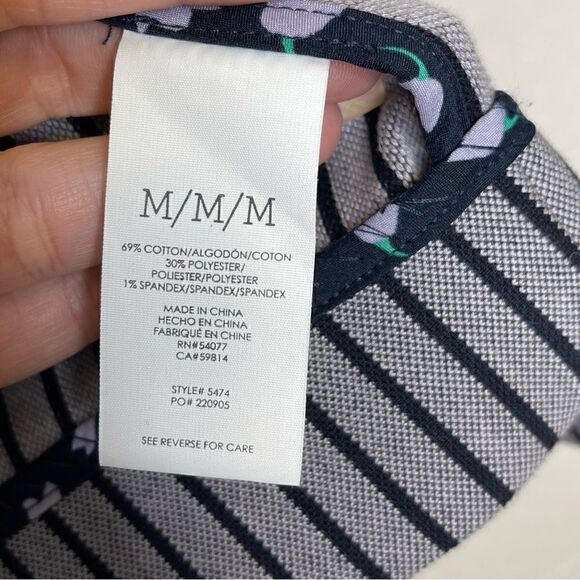 M/M/M
69% COTTON/ALGODÓN/COTON
30% POLYESTER/
POLIESTER/POLYESTER
1% SPANDEX/SPANDEX/SPANDEX
MADE IN CHINA
HECHO EN CHINA
FABRIQUÉ EN CHINE
RN#54077
CA#59814
STYLE# 5474
PO# 220905
SEE REVERSE FOR CARE